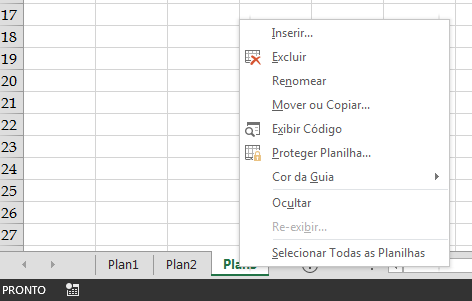 17
18
19
20
21
22
23
24
25
26
27
Inserir...
Excluir
Renomear
Mover ou Copiar...
Exibir Código
Proteger Planilha...
Cor da Guia
Ocultar
Re-exibir...
Selecionar Todas as Planilhas
Plan1
Plan2
PRONTO